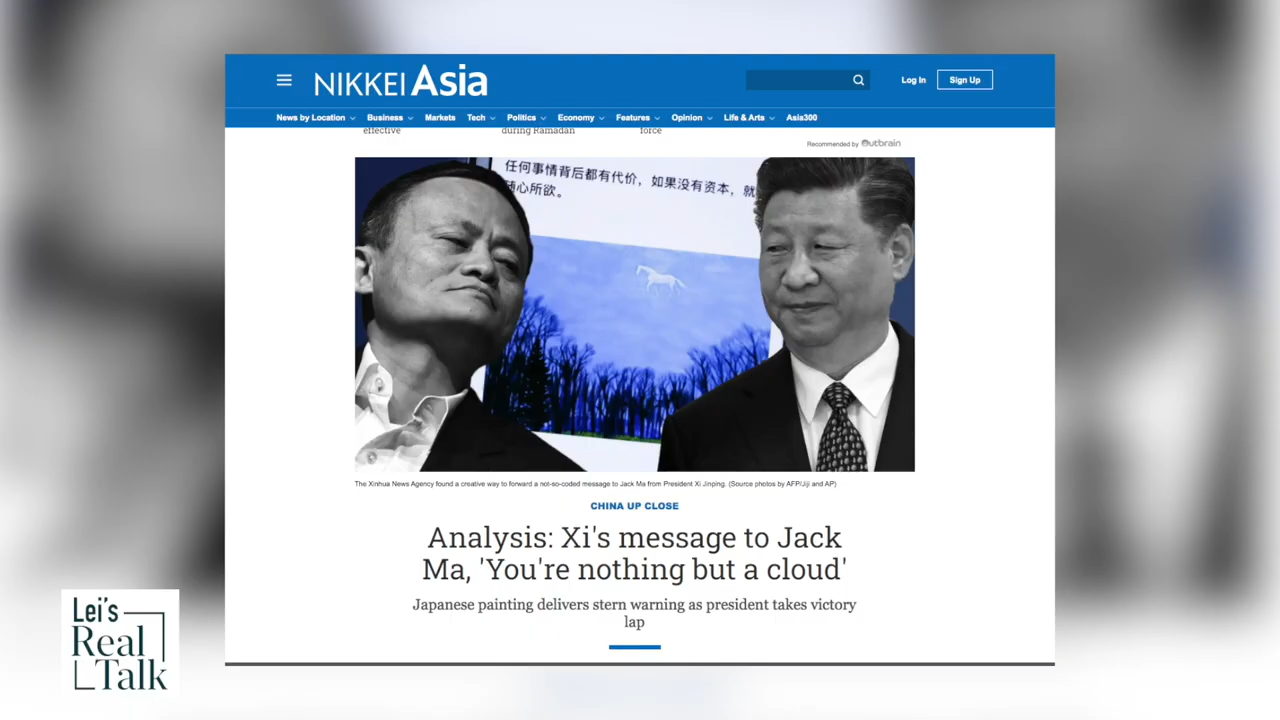 NIKKEI Asia
Log In
Sign Up
News by Location
Business
Markets
Tech
Politics
Economy
Features
Opinion
Life & Arts
Asia300
effective
during Ramadan
force
Recommended by Outbrain
任何事情背后都有代价，如果没有资本，就
随心所欲。
The Xinhua News Agency found a creative way to forward a not-so-coded message to Jack Ma from President Xi Jinping. (Source photos by AFP/Jiji and AP)
CHINA UP CLOSE
Analysis: Xi's message to Jack
Ma, 'You're nothing but a cloud'
Japanese painting delivers stern warning as president takes victory
lap
Lei's
Real
Talk